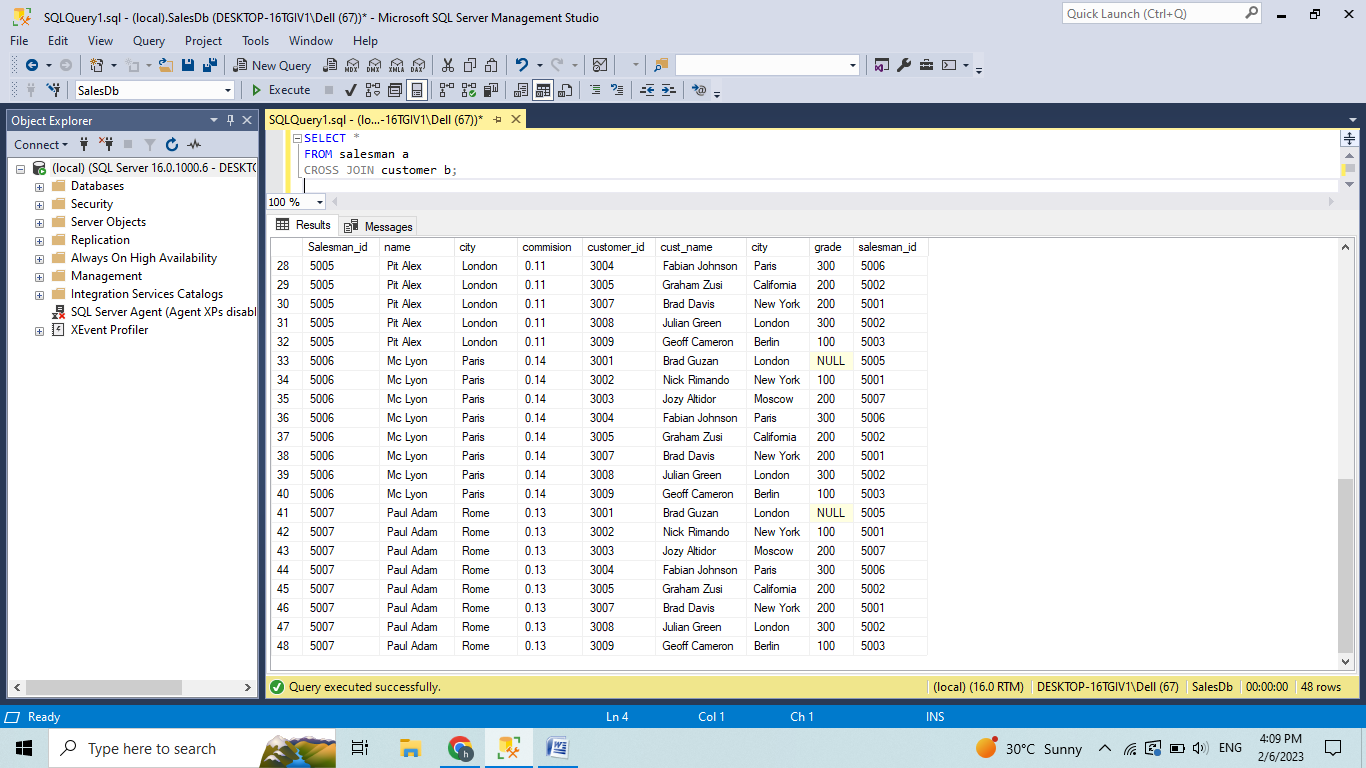 SQLQuery1.sql - (local).SalesDb (DESKTOP-16TGIV1\Dell (67))* - Microsoft SQL Server Management Studio
Quick Launch (Ctrl+Q)
File Edit View Query Project Tools Window Help
New Query MDX DMX XMLA DAX
SalesDb Execute
Object Explorer
SQLQuery1.sql - (lo...-16TGIV1\Dell (67))*
Connect
(local) (SQL Server 16.0.1000.6 - DESKT
Databases
Security
Server Objects
Replication
Always On High Availability
Management
Integration Services Catalogs
SQL Server Agent (Agent XPs disabl
XEvent Profiler
SELECT *
FROM salesman a
CROSS JOIN customer b;
100 %
Results Messages
Salesman_id name city commision customer_id cust_name city grade salesman_id
28 5005 Pit Alex London 0.11 3004 Fabian Johnson Paris 300 5006
29 5005 Pit Alex London 0.11 3005 Graham Zusi California 200 5002
30 5005 Pit Alex London 0.11 3007 Brad Davis New York 200 5001
31 5005 Pit Alex London 0.11 3008 Julian Green London 300 5002
32 5005 Pit Alex London 0.11 3009 Geoff Cameron Berlin 100 5003
33 5006 Mc Lyon Paris 0.14 3001 Brad Guzan London NULL 5005
34 5006 Mc Lyon Paris 0.14 3002 Nick Rimando New York 100 5001
35 5006 Mc Lyon Paris 0.14 3003 Jozy Altidor Moscow 200 5007
36 5006 Mc Lyon Paris 0.14 3004 Fabian Johnson Paris 300 5006
37 5006 Mc Lyon Paris 0.14 3005 Graham Zusi California 200 5002
38 5006 Mc Lyon Paris 0.14 3007 Brad Davis New York 200 5001
39 5006 Mc Lyon Paris 0.14 3008 Julian Green London 300 5002
40 5006 Mc Lyon Paris 0.14 3009 Geoff Cameron Berlin 100 5003
41 5007 Paul Adam Rome 0.13 3001 Brad Guzan London NULL 5005
42 5007 Paul Adam Rome 0.13 3002 Nick Rimando New York 100 5001
43 5007 Paul Adam Rome 0.13 3003 Jozy Altidor Moscow 200 5007
44 5007 Paul Adam Rome 0.13 3004 Fabian Johnson Paris 300 5006
45 5007 Paul Adam Rome 0.13 3005 Graham Zusi California 200 5002
46 5007 Paul Adam Rome 0.13 3007 Brad Davis New York 200 5001
47 5007 Paul Adam Rome 0.13 3008 Julian Green London 300 5002
48 5007 Paul Adam Rome 0.13 3009 Geoff Cameron Berlin 100 5003
Query executed successfully. (local) (16.0 RTM) DESKTOP-16TGIV1\Dell (67) SalesDb 00:00:00 48 rows
Ready Ln 4 Col 1 Ch 1 INS
Type here to search
30°C Sunny
ENG
4:09 PM
2/6/2023